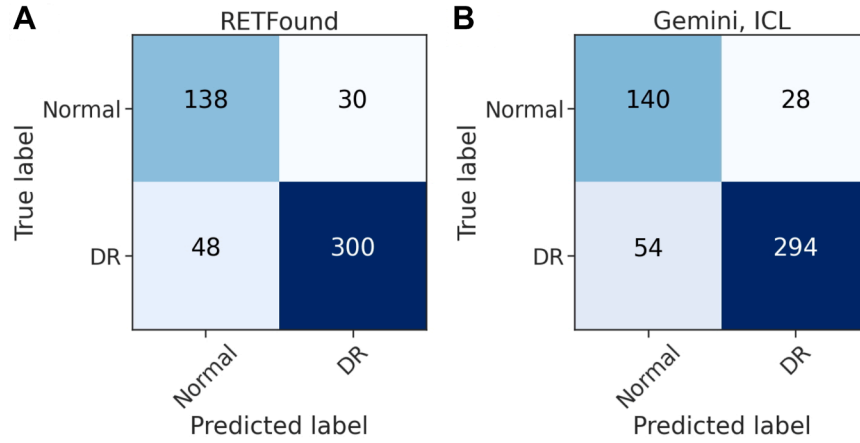 A
RETFound
True label
Normal
138
30
DR
48
300
Normal
DR
Predicted label
B
Gemini, ICL
True label
Normal
140
28
DR
54
294
Normal
DR
Predicted label